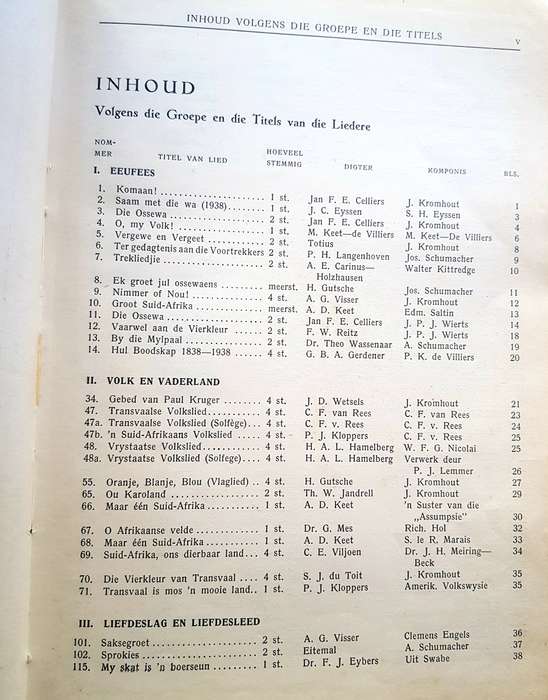 INHOUD VOLGENS DIE GROEPE EN DIE TITELS
v
INHOUD
Volgens die Groepe en die Titels van die Liedere
NOM-
MER TITEL VAN LIED HOEVEEL STEMMIG DIGTER KOMPONIS BLS.
I. EEUFEES
1. Komaan! 1 st. Jan F. E. Celliers J. Kromhout 1
2. Saam met die wa (1938) 1 st. J. C. Eyssen S. H. Eyssen 3
3. Die Ossewa 2 st. Jan F. E. Celliers J. Kromhout 4
4. O, my Volk! 1 st. M. Keet—de Villiers M. Keet—De Villiers 6
5. Vergewe en Vergeet 2 st. Totius J. Kromhout 8
6. Ter gedagtenis aan die Voortrekkers 2 st. P. H. Langenhoven Jos. Schumacher 9
7. Trekliedjie 2 st. A. E. Carinus— Walter Kittredge 10
Holzhausen
8. Ek groet jul ossewaens meerst. H. Gutsche Jos. Schumacher 11
9. Nimmer of Nou! 4 st. A. G. Visser J. Kromhout 12
10. Groot Suid-Afrika meerst. A. D. Keet Edm. Saltin 13
11. Die Ossewa 2 st. Jan F. E. Celliers J. P. J. Wierts 14
12. Vaarwel aan de Vierkleur 2 st. F. W. Reitz J. P. J. Wierts 18
13. By die Mylpaal 2 st. Dr. Theo Wassenaar A. Schumacher 19
14. Hul Boodskap 1838—1938 4 st. G. B. A. Gerdener P. K. de Villiers 20
II. VOLK EN VADERLAND
34. Gebed van Paul Kruger 4 st. J. D. Wetsels J. Kromhout 21
47. Transvaalse Volkslied 4 st. C. F. van Rees C. F. van Rees 23
47a. Transvaalse Volkslied (Solfège) 4 st. C. F. van Rees C. F. v. Rees 24
47b. 'n Suid-Afrikaans Volkslied 4 st. P. J. Kloppers C. F. v. Rees 25
48. Vrystaatse Volkslied 4 st. H. A. L. Hamelberg W. F. G. Nicolai 25
48a. Vrystaatse Volkslied (Solfege) 4 st. H. A. L. Hamelberg Verwerk deur
P. J. Lemmer 26
55. Oranje, Blanje, Blou (Vlaglied) 4 st. H. Gutsche J. Kromhout 27
65. Ou Karoland 2 st. Th. W. Jandrell J. Kromhout 29
66. Maar één Suid-Afrika 1 st. A. D. Keet 'n Suster van die
„Assumpsie” 30
67. O Afrikaanse velde 1 st. Dr. G. Mes Rich. Hol 32
68. Maar één Suid-Afrika 1 st. A. D. Keet S. le R. Marais 33
69. Suid-Afrika, ons dierbaar land 4 st. C. E. Viljoen Dr. J. H. Meiring— 34
Beck
70. Die Vierkleur van Transvaal 4 st. S. J. du Toit J. Kromhout 35
71. Transvaal is mos 'n mooie land 1 st. P. J. Kloppers Amerik. Volkswysie 35
III. LIEFDESLAG EN LIEFDESLEED
101. Saksegroet 2 st. A. G. Visser Clemens Engels 36
102. Sprokies 2 st. Eitemal A. Schumacher 37
115. My skat is 'n boerseun 1 st. Dr. F. J. Eybers Uit Swabe 38